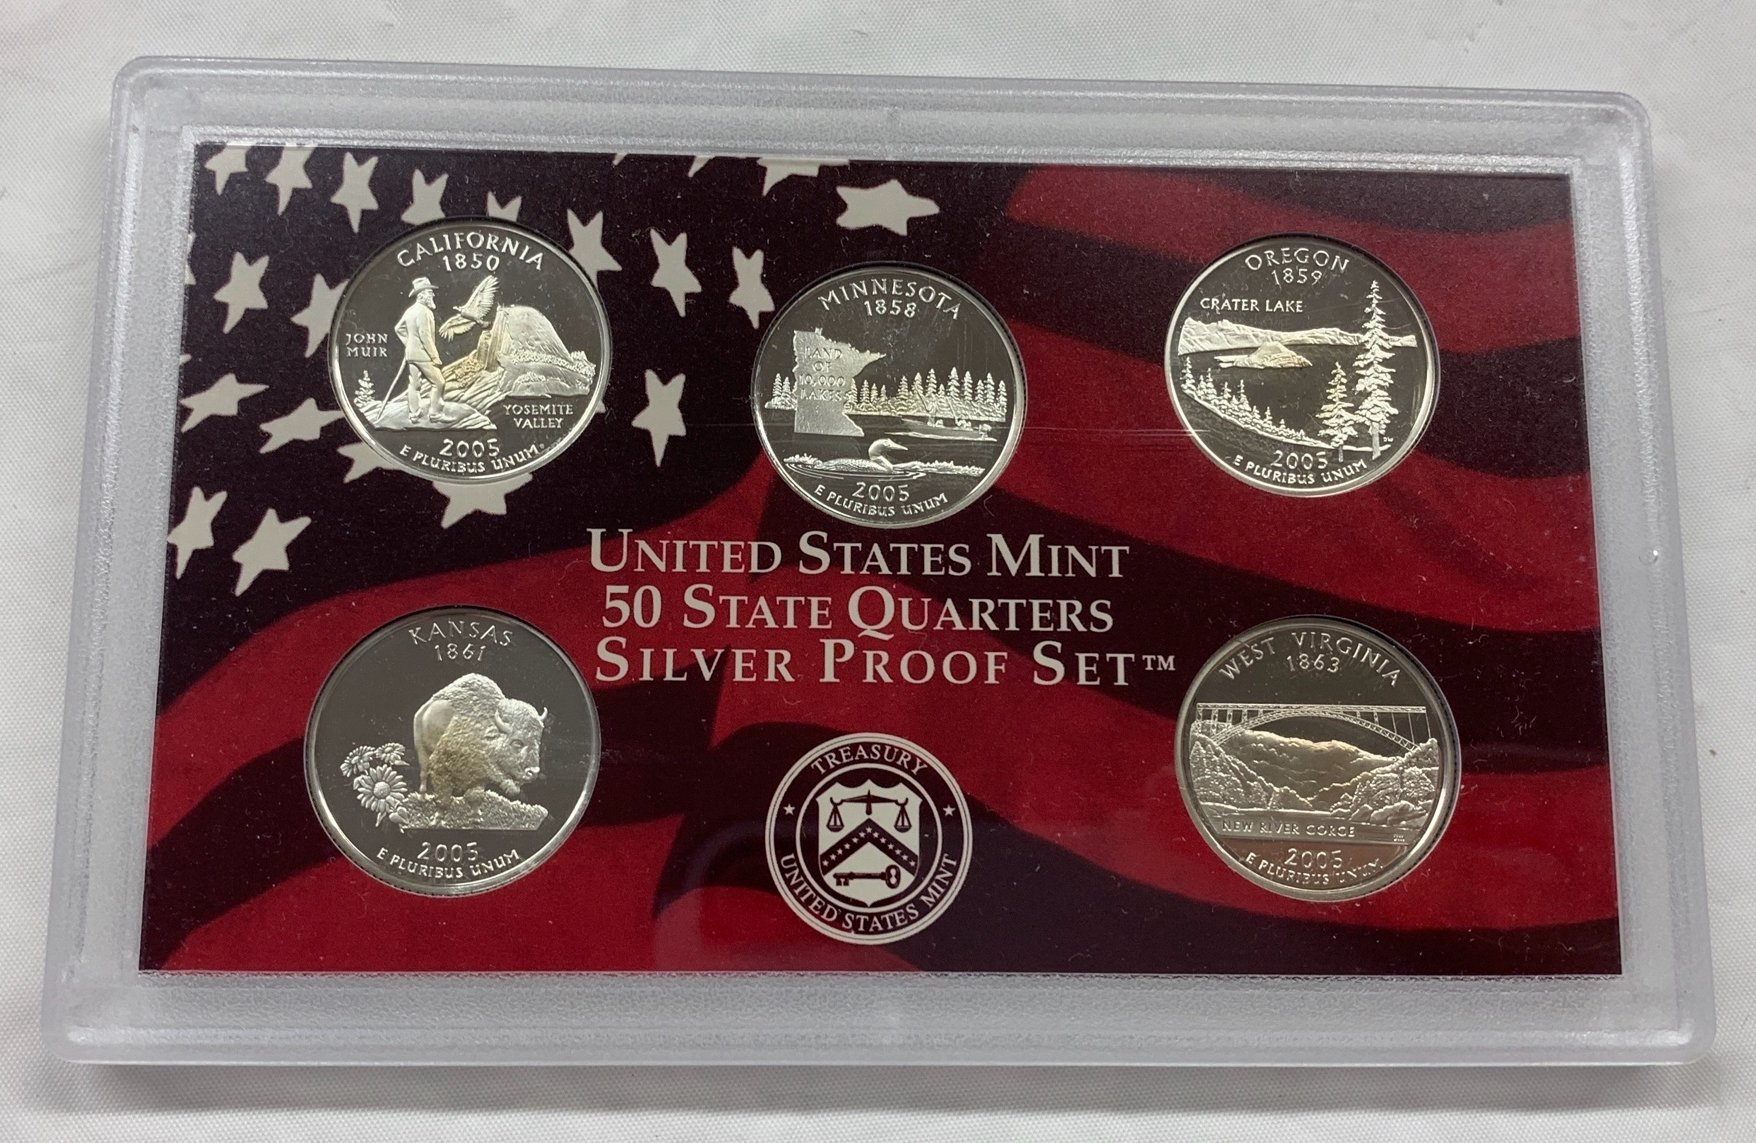 CALIFORNIA
1850
JOHN
MUIR
YOSEMITE
VALLEY
2005
E PLURIBUS UNUM
MINNESOTA
1858
LAND
OF
10,000
LAKES
2005
E PLURIBUS UNUM
OREGON
1859
CRATER LAKE
2005
E PLURIBUS UNUM
UNITED STATES MINT
50 STATE QUARTERS
SILVER PROOF SET™
KANSAS
1861
2005
E PLURIBUS UNUM
TREASURY
UNITED STATES MINT
WEST VIRGINIA
1863
NEW RIVER GORGE
2005
E PLURIBUS UNUM